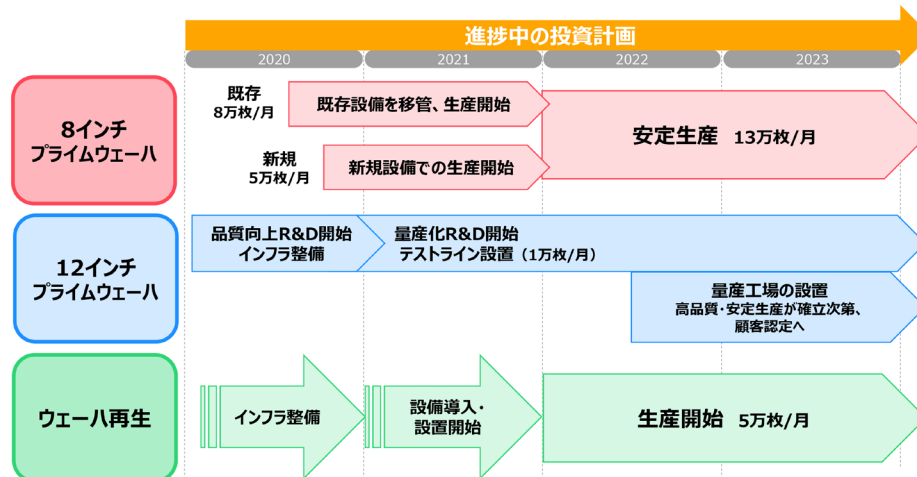 進捗中の投資計画
2020
2021
2022
2023
8インチ
プライムウェーハ
既存
8万枚/月
既存設備を移管、生産開始
新規
5万枚/月
新規設備での生産開始
安定生産 13万枚/月
12インチ
プライムウェーハ
品質向上R&D開始
インフラ整備
量産化R&D開始
テストライン設置（1万枚/月）
量産工場の設置
高品質・安定生産が確立次第、
顧客認定へ
ウェーハ再生
インフラ整備
設備導入・
設置開始
生産開始 5万枚/月